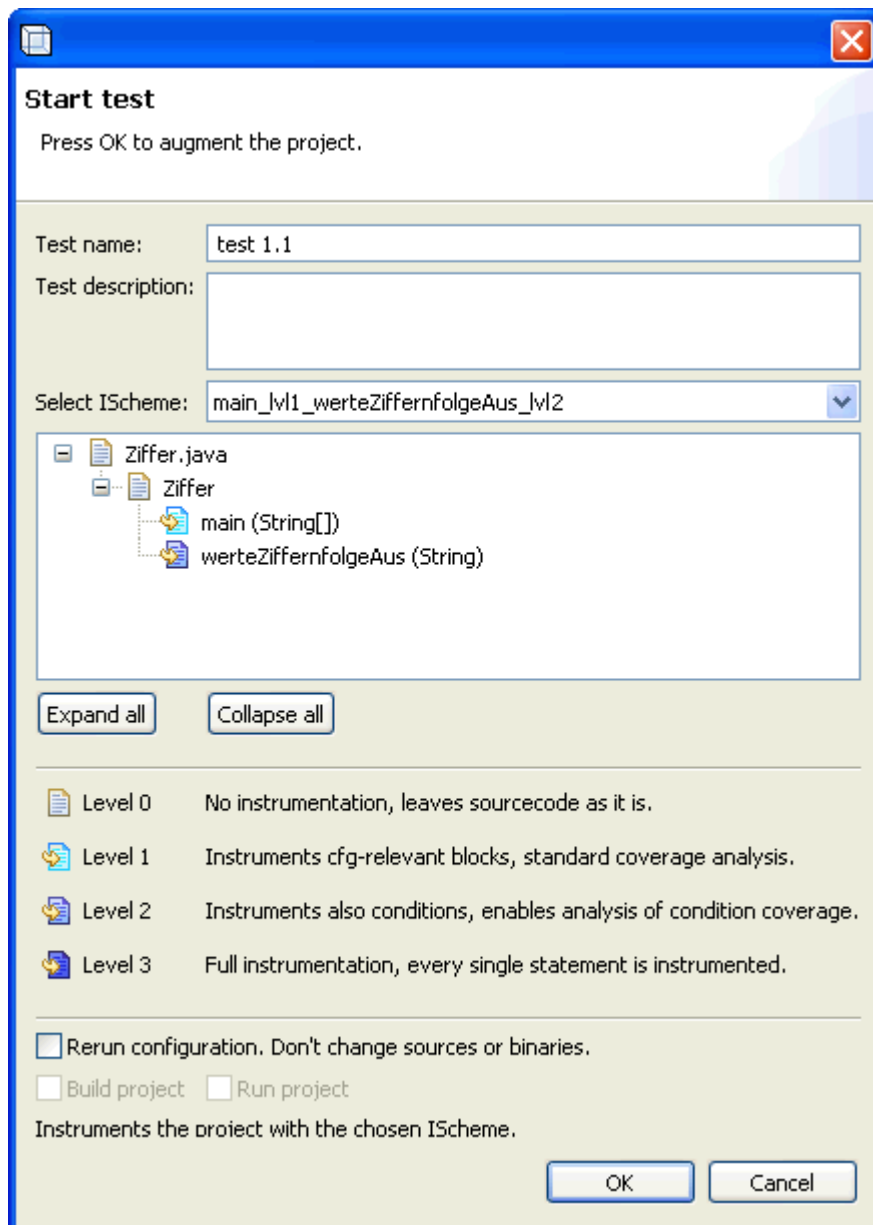 Start test
Press OK to augment the project.
Test name: test 1.1
Test description:
Select IScheme: main_lvl1_werteZiffernfolgeAus_lvl2
Ziffer.java
Ziffer
main (String[])
werteZiffernfolgeAus (String)
Expand all Collapse all
Level 0 No instrumentation, leaves sourcecode as it is.
Level 1 Instruments cfg-relevant blocks, standard coverage analysis.
Level 2 Instruments also conditions, enables analysis of condition coverage.
Level 3 Full instrumentation, every single statement is instrumented.
Rerun configuration. Don't change sources or binaries.
Build project Run project
Instruments the project with the chosen IScheme.
OK Cancel